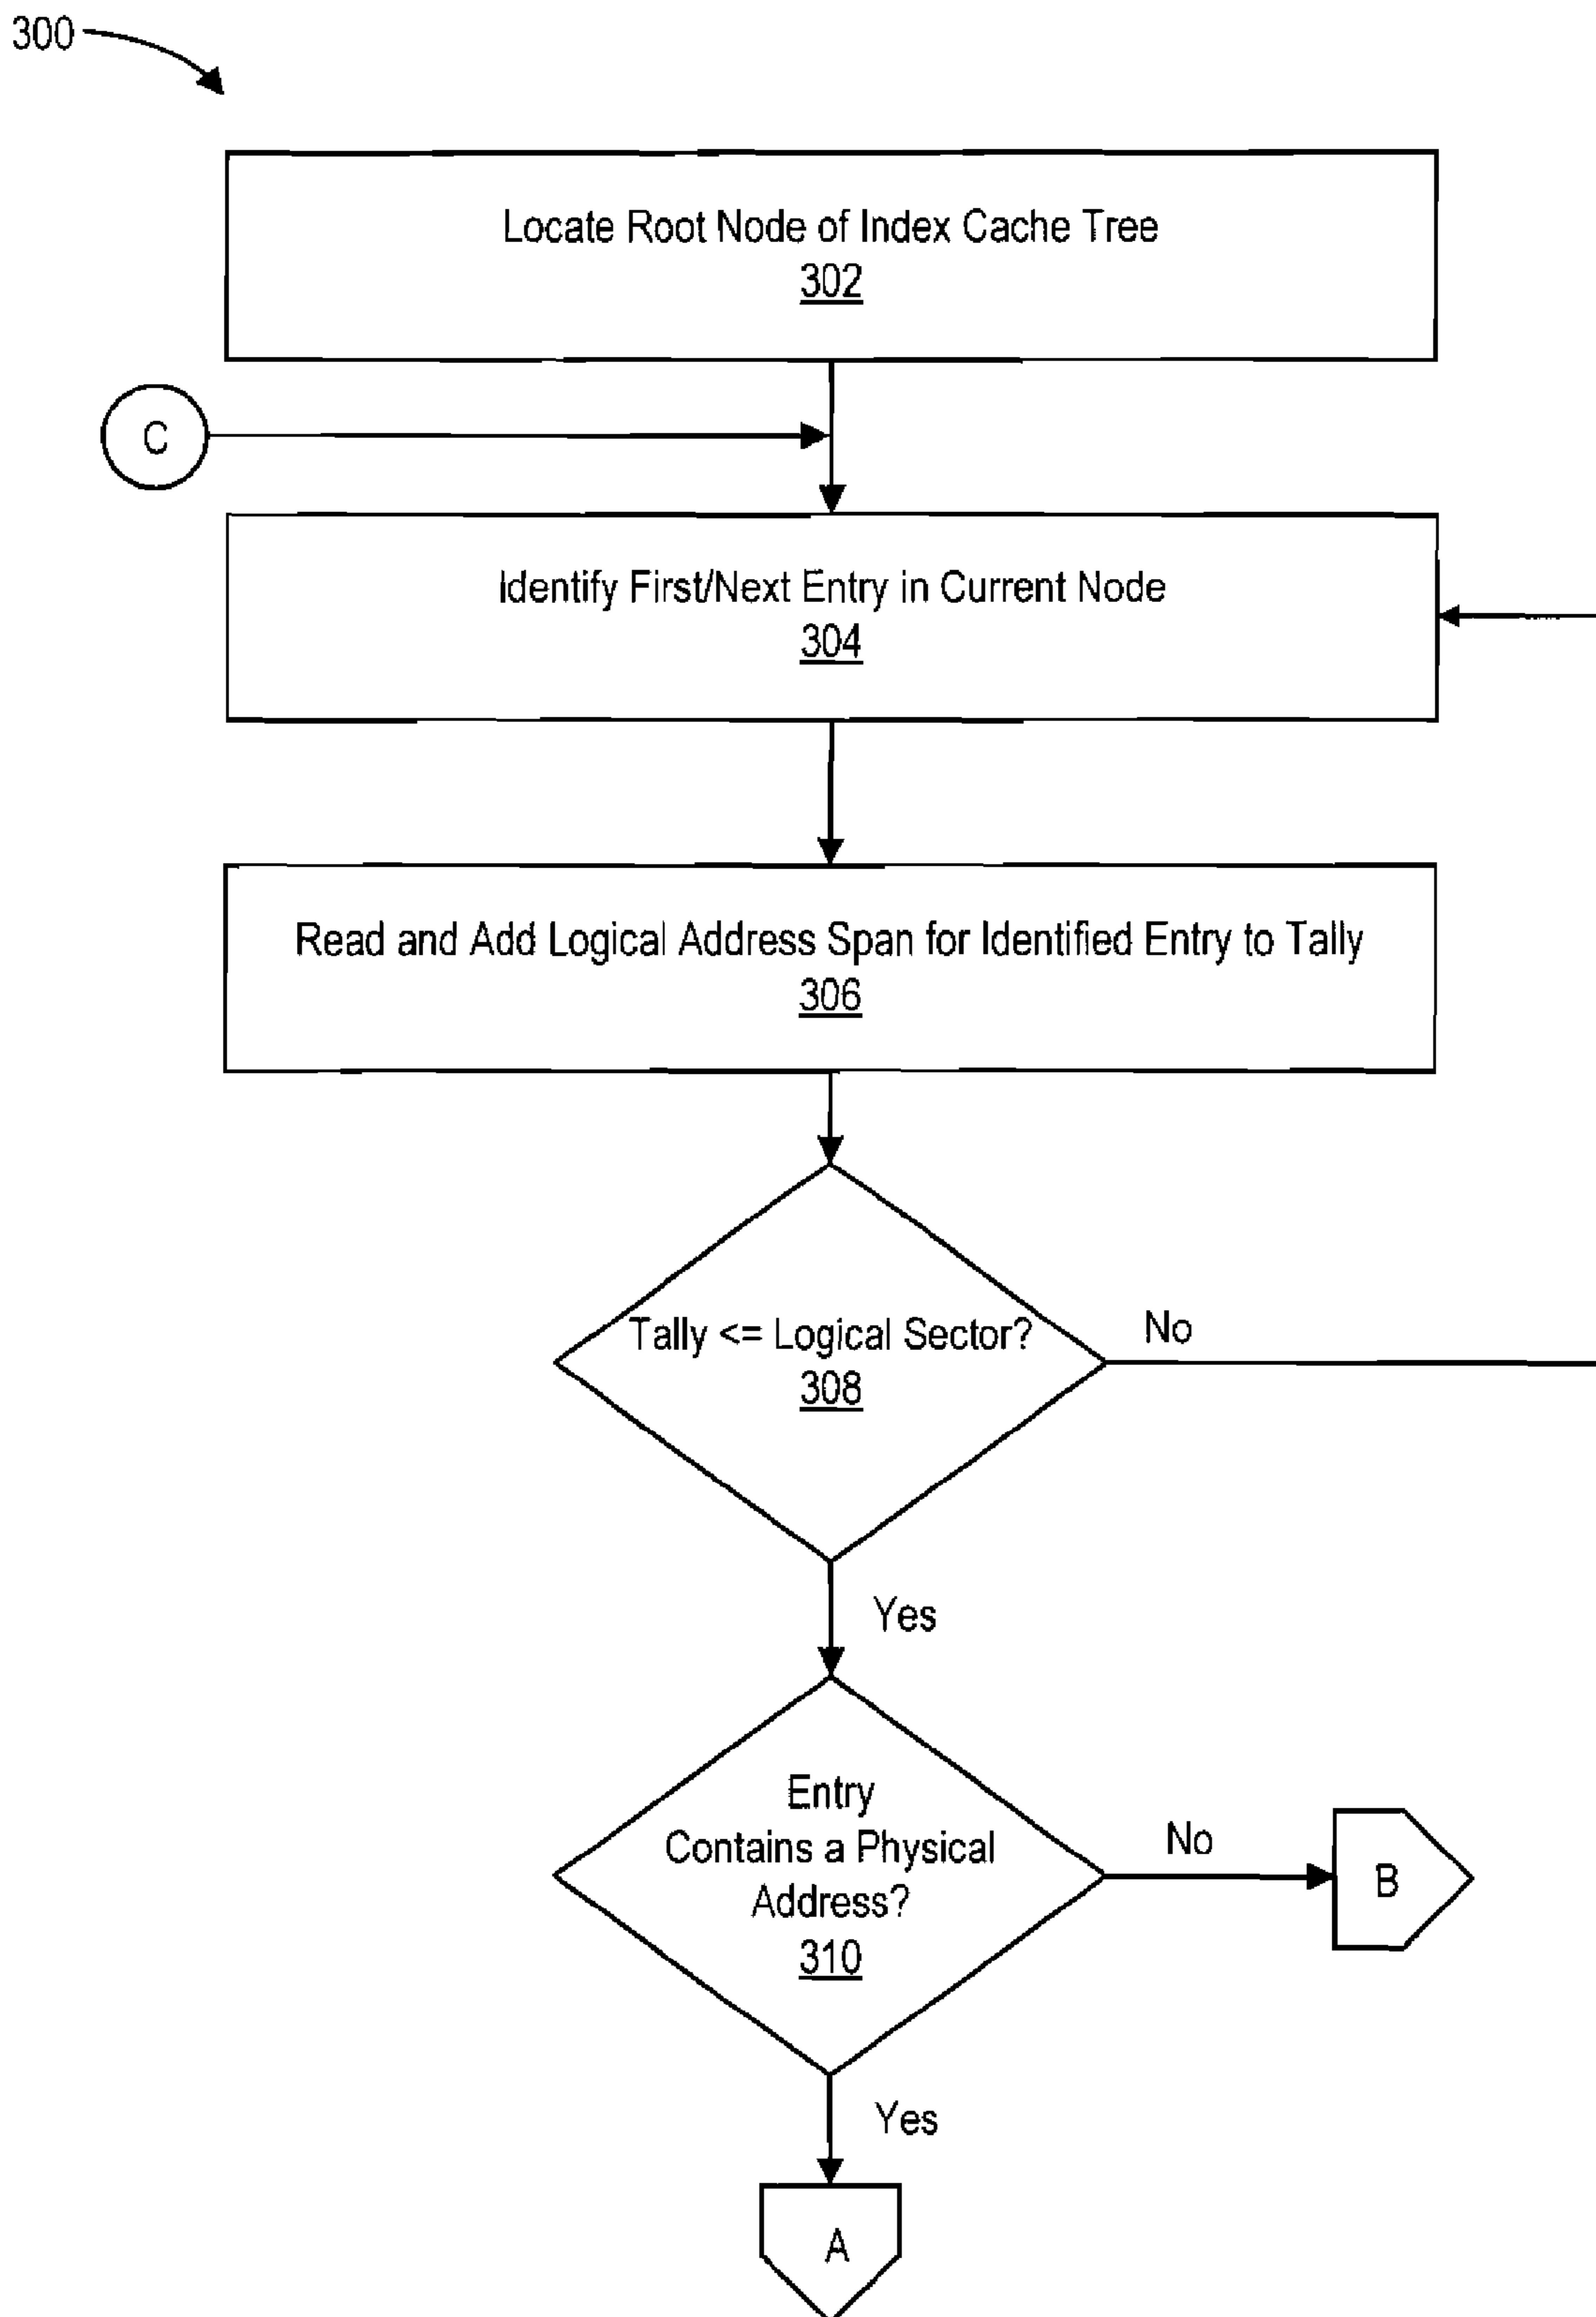 300
Locate Root Node of Index Cache Tree
302
C
Identify First/Next Entry in Current Node
304
Read and Add Logical Address Span for Identified Entry to Tally
306
Tally <= Logical Sector?
308
No
Yes
Entry
Contains a Physical
Address?
310
No
B
Yes
A